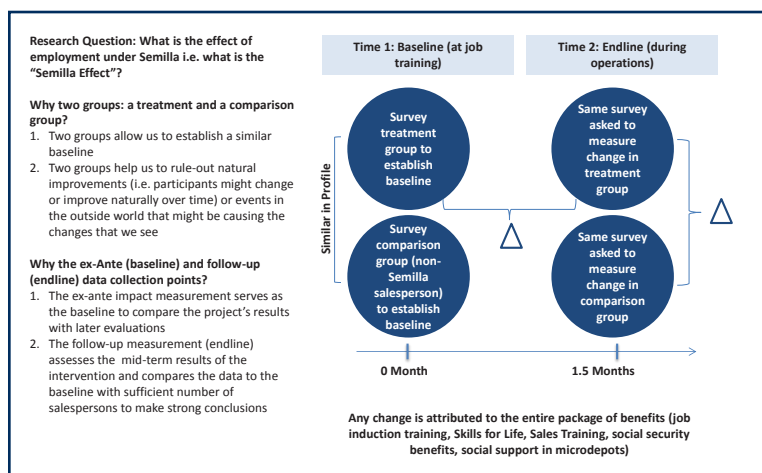 Research Question: What is the effect of
employment under Semilla i.e. what is the
“Semilla Effect”?
Why two groups: a treatment and a comparison
group?
1. Two groups allow us to establish a similar
baseline
2. Two groups help us to rule-out natural
improvements (i.e. participants might change
or improve naturally over time) or events in
the outside world that might be causing the
changes that we see
Why the ex-Ante (baseline) and follow-up
(endline) data collection points?
1. The ex-ante impact measurement serves as
the baseline to compare the project’s results
with later evaluations
2. The follow-up measurement (endline)
assesses the mid-term results of the
intervention and compares the data to the
baseline with sufficient number of
salespersons to make strong conclusions
Time 1: Baseline (at job
training)
Time 2: Endline (during
operations)
Similar in Profile
Survey
treatment
group to
establish
baseline
Same survey
asked to
measure
change in
treatment
group
Δ
Δ
Survey
comparison
group (non-
Semilla
salesperson)
to establish
baseline
Same survey
asked to
measure
change in
comparison
group
0 Month
1.5 Months
Any change is attributed to the entire package of benefits (job
induction training, Skills for Life, Sales Training, social security
benefits, social support in microdepots)